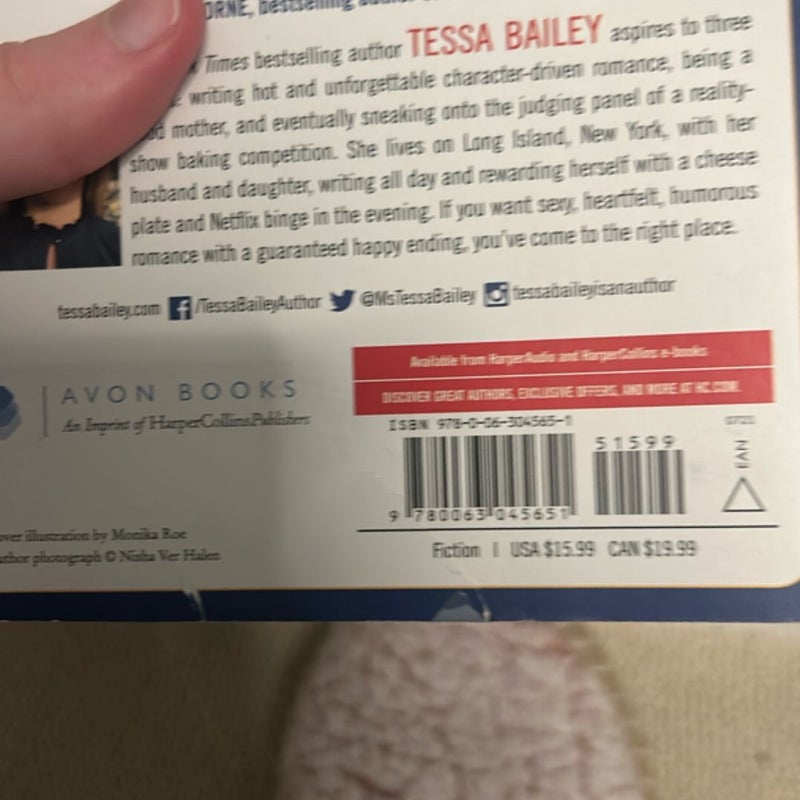 ORNE, bestselling author
Times bestselling author TESSA BAILEY aspires to three
writing hot and unforgettable character-driven romance, being a
mother, and eventually sneaking onto the judging panel of a reality-
show baking competition. She lives on Long Island, New York, with her
husband and daughter, writing all day and rewarding herself with a cheese
plate and Netflix binge in the evening. If you want sexy, heartfelt, humorous
romance with a guaranteed happy ending, you've come to the right place.
tessabailey.com /TessaBaileyAuthor @MsTessaBailey tessabaileyisanauthor
Available from HarperAudio and HarperCollins e-books
DISCOVER GREAT AUTHORS, EXCLUSIVE OFFERS, AND MORE AT HC.COM.
AVON BOOKS
An Imprint of HarperCollinsPublishers
ISBN 978-0-06-304565-1
51599
EAN
9 780063 045651
over illustration by Monika Roe
uthor photograph © Nisha Ver Halen
Fiction | USA $15.99 CAN $19.99